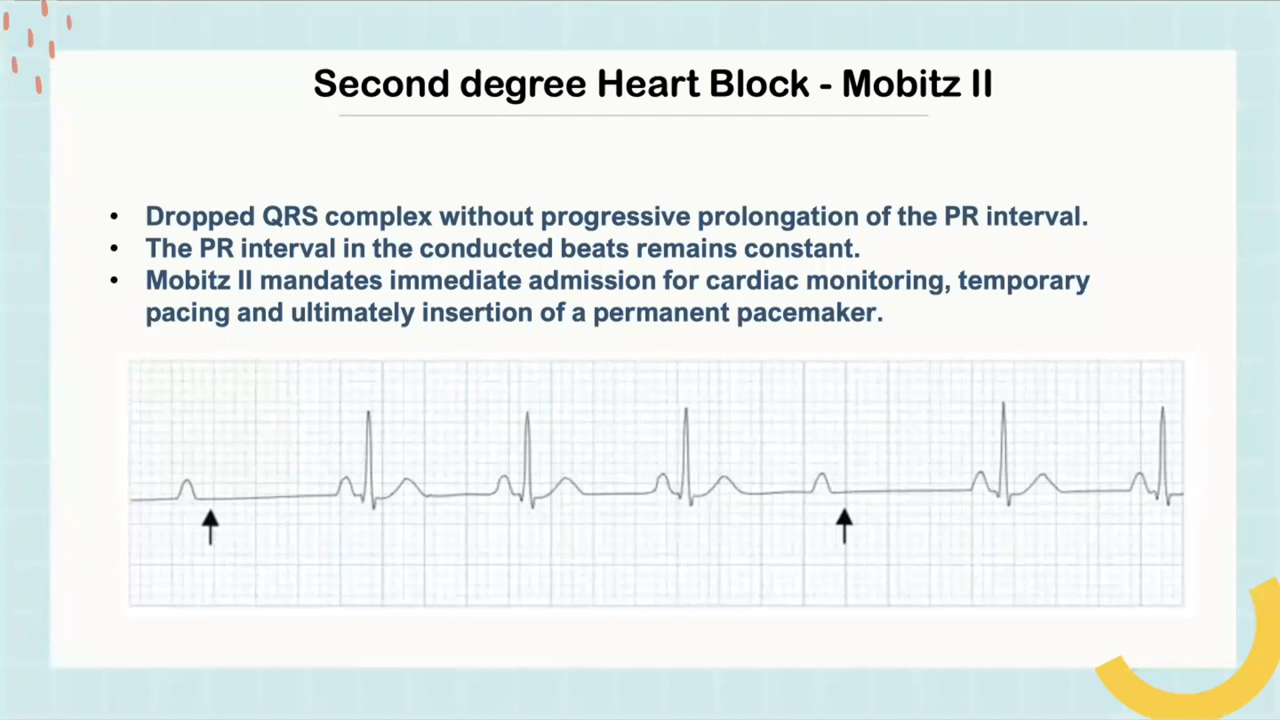 Second degree Heart Block - Mobitz II
• Dropped QRS complex without progressive prolongation of the PR interval.
• The PR interval in the conducted beats remains constant.
• Mobitz II mandates immediate admission for cardiac monitoring, temporary
pacing and ultimately insertion of a permanent pacemaker.